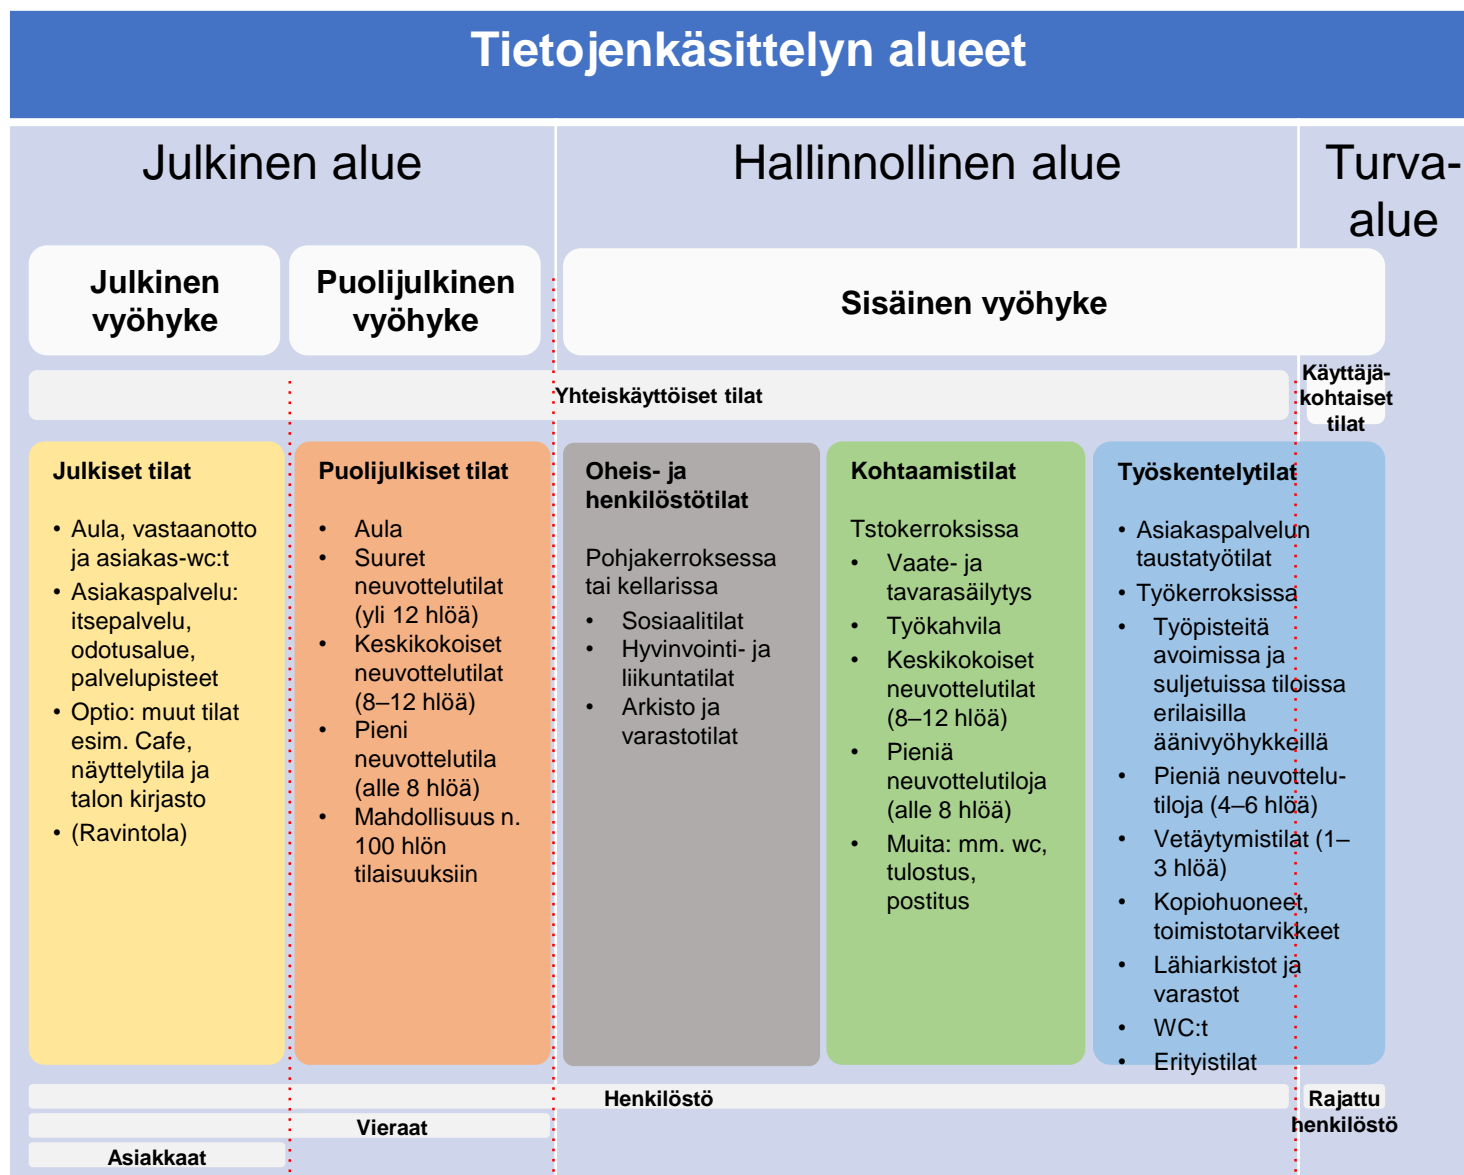 Tietojenkäsittelyn alueet
Julkinen alue
Hallinnollinen alue
Turva-
alue
Julkinen
vyöhyke
Puolijulkinen
vyöhyke
Sisäinen vyöhyke
Yhteiskäyttöiset tilat
Käyttäjä-
kohtaiset
tilat
Julkiset tilat
• Aula, vastaanotto
ja asiakas-wc:t
• Asiakaspalvelu:
itsepalvelu,
odotusalue,
palvelupisteet
• Optio: muut tilat
esim. Cafe,
näyttelytila ja
talon kirjasto
• (Ravintola)
Puolijulkiset tilat
• Aula
• Suuret
neuvottelutilat
(yli 12 hlöä)
• Keskikokoiset
neuvottelutilat
(8–12 hlöä)
• Pieni
neuvottelutila
(alle 8 hlöä)
• Mahdollisuus n.
100 hlön
tilaisuuksiin
Oheis- ja
henkilöstötilat
Pohjakerroksessa
tai kellarissa
• Sosiaalitilat
• Hyvinvointi- ja
liikuntatilat
• Arkisto ja
varastotilat
Kohtaamistilat
Tstokerroksissa
• Vaate- ja
tavarasäilytys
• Työkahvila
• Keskikokoiset
neuvottelutilat
(8–12 hlöä)
• Pieniä
neuvottelutiloja
(alle 8 hlöä)
• Muita: mm. wc,
tulostus,
postitus
Työskentelytilat
• Asiakaspalvelun
taustatyötilat
• Työkerroksissa
• Työpisteitä
avoimissa ja
suljetuissa tiloissa
erilaisilla
äänivyöhykkeillä
• Pieniä neuvottelu-
tiloja (4–6 hlöä)
• Vetäytymistilat (1–
3 hlöä)
• Kopiohuoneet,
toimistotarvikkeet
• Lähiarkistot ja
varastot
• WC:t
• Erityistilat
Henkilöstö
Rajattu
henkilöstö
Vieraat
Asiakkaat